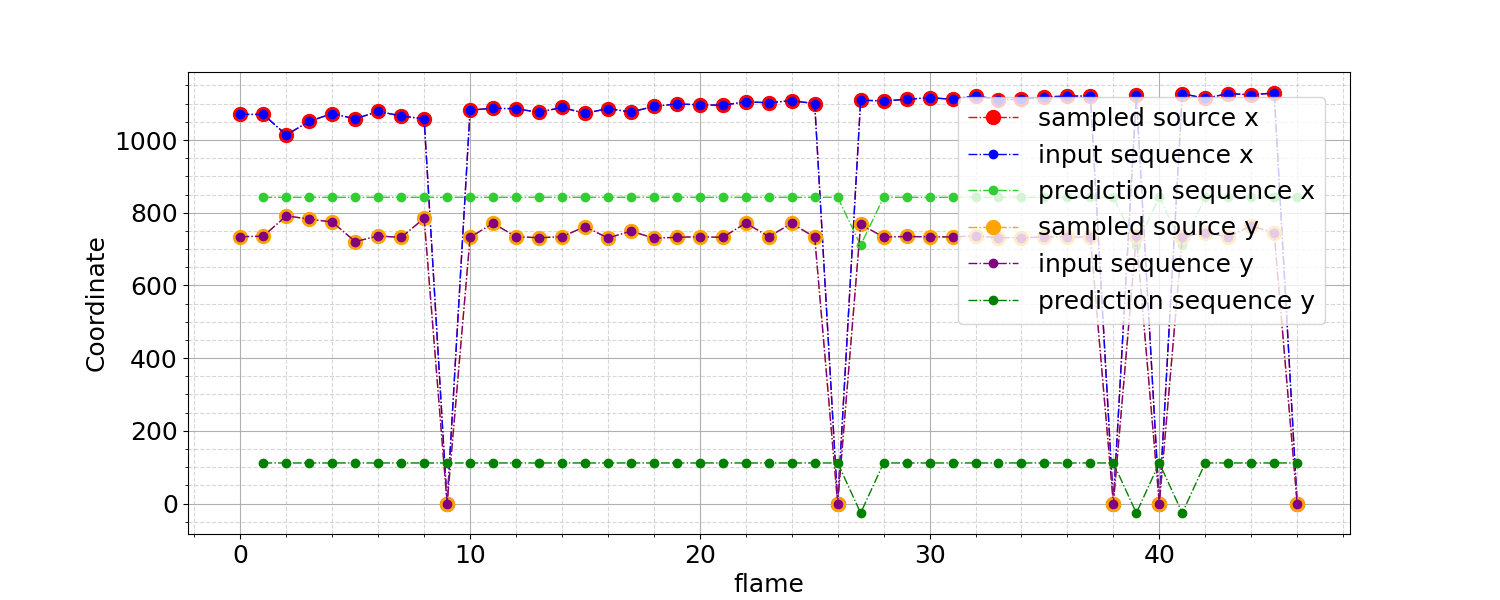 Coordinate
1000
800
600
400
200
0
sampled source x
input sequence x
prediction sequence x
sampled source y
input sequence y
prediction sequence y
0 10 20 30 40
flame